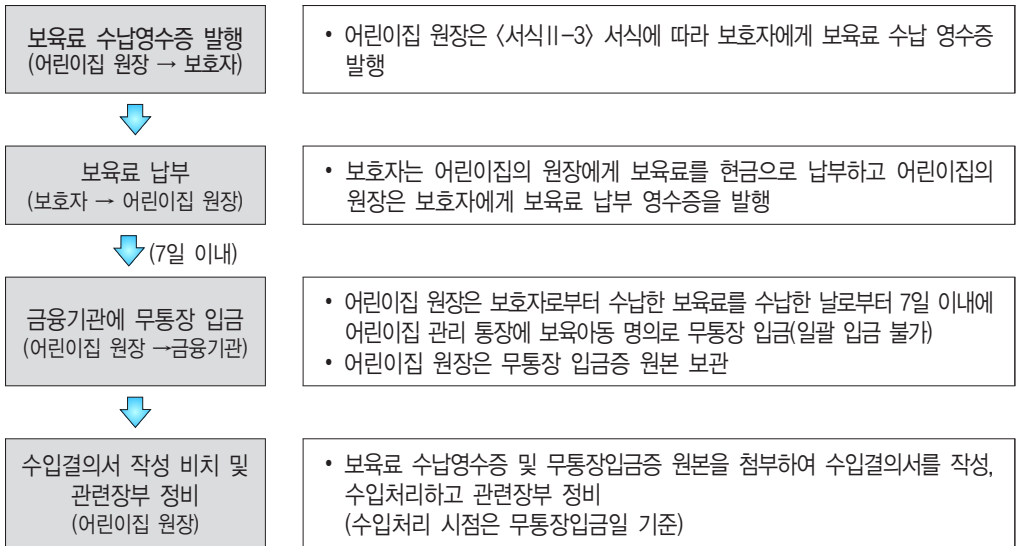 보육료 수납영수증 발행
(어린이집 원장 → 보호자)
• 어린이집 원장은 〈서식Ⅱ-3〉 서식에 따라 보호자에게 보육료 수납 영수증
발행
보육료 납부
(보호자 → 어린이집 원장)
• 보호자는 어린이집의 원장에게 보육료를 현금으로 납부하고 어린이집의
원장은 보호자에게 보육료 납부 영수증을 발행
(7일 이내)
금융기관에 무통장 입금
(어린이집 원장 →금융기관)
• 어린이집 원장은 보호자로부터 수납한 보육료를 수납한 날로부터 7일 이내에
어린이집 관리 통장에 보육아동 명의로 무통장 입금(일괄 입금 불가)
• 어린이집 원장은 무통장 입금증 원본 보관
수입결의서 작성 비치 및
관련장부 정비
(어린이집 원장)
• 보육료 수납영수증 및 무통장입금증 원본을 첨부하여 수입결의서를 작성,
수입처리하고 관련장부 정비
(수입처리 시점은 무통장입금일 기준)